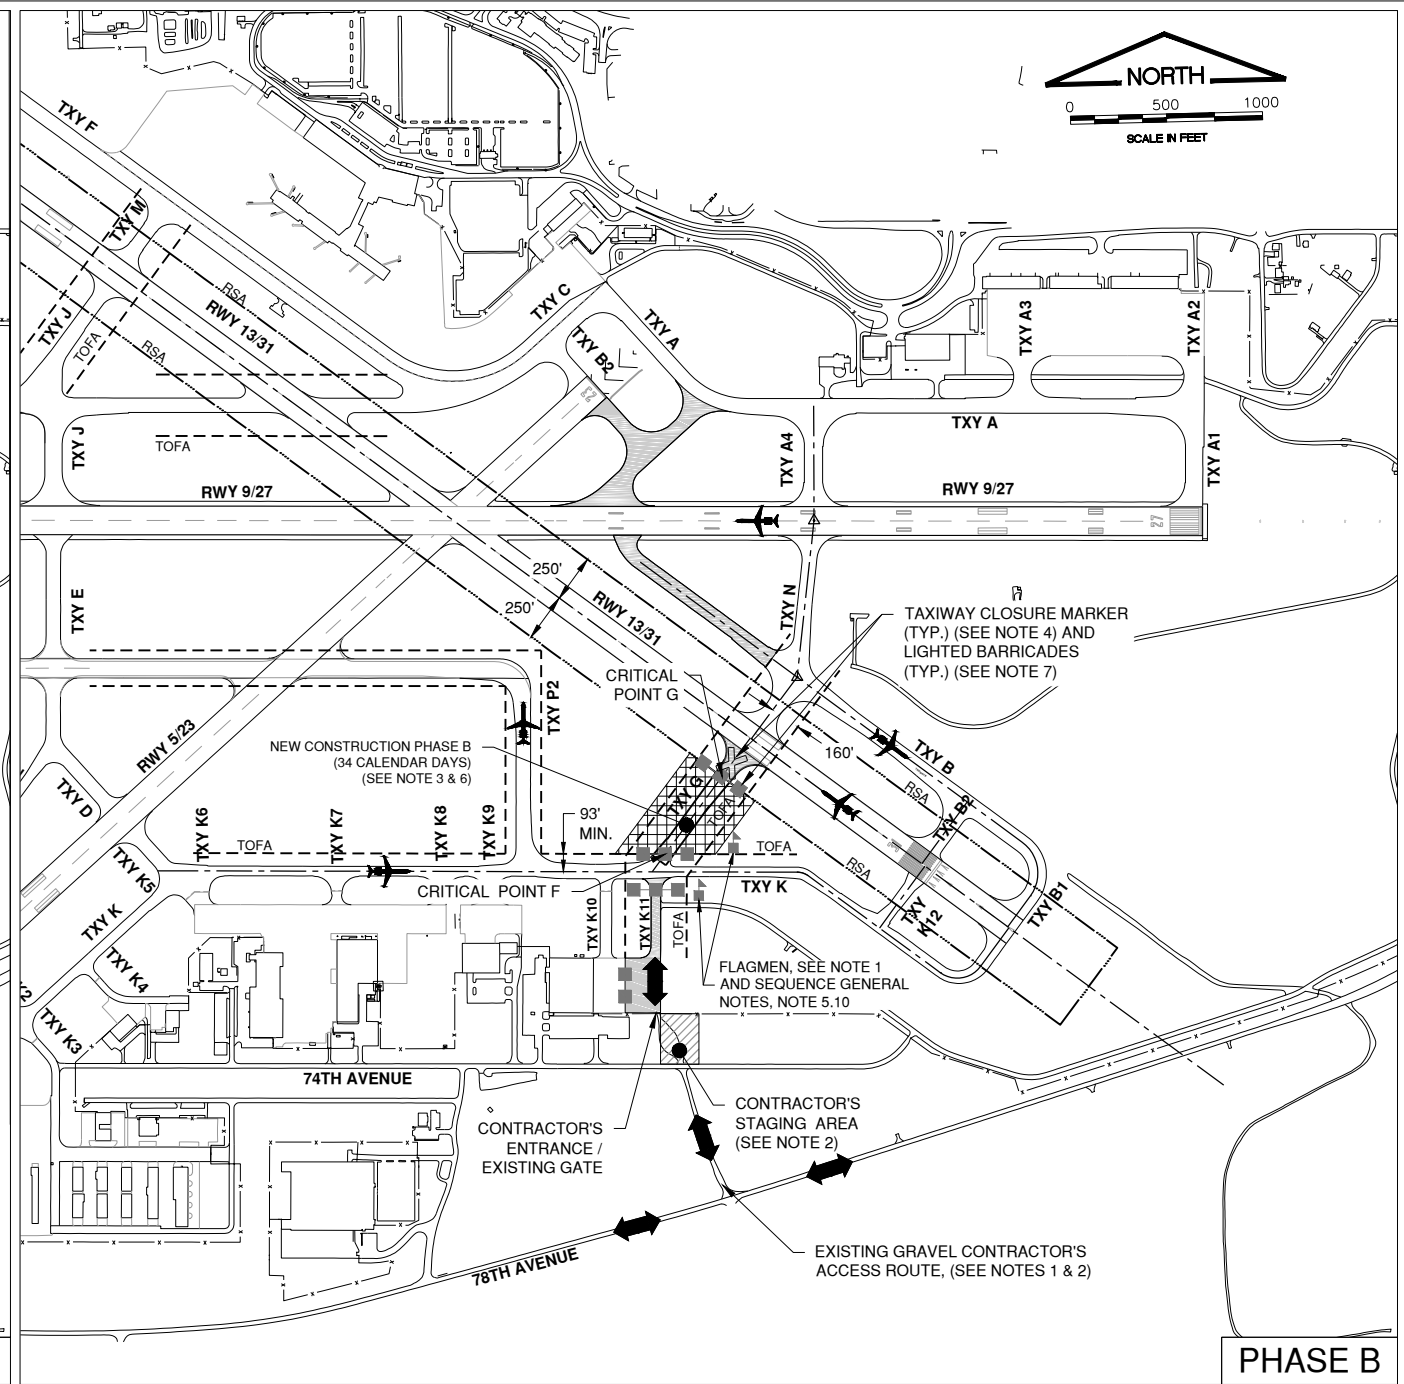 NORTH
0 500 1000
SCALE IN FEET
TXY F
TXY M
TXY J
TOFA
RSA
RWY 13/31
RSA
TXY C
TXY A
TXY B2
23
TXY A3
TXY A2
TXY J
TOFA
TXY A4
TXY A
TXY A1
RWY 9/27
RWY 9/27
27
250'
250'
RWY 13/31
TXY E
TXY N
TAXIWAY CLOSURE MARKER
(TYP.) (SEE NOTE 4) AND
LIGHTED BARRICADES
(TYP.) (SEE NOTE 7)
CRITICAL
POINT G
TXY P2
RWY 5/23
NEW CONSTRUCTION PHASE B
(34 CALENDAR DAYS)
(SEE NOTE 3 & 6)
160'
TXY B
RSA
TXY G
TOFA
TXY D
TXY K6
TXY K7
TXY K8
TXY K9
93'
MIN.
TXY B2
TOFA
TOFA
RSA
TXY K5
CRITICAL POINT F
TXY K
TXY B1
TXY K
TXY K10
TXY K11
TOFA
TXY
K12
TXY K4
FLAGMEN, SEE NOTE 1
AND SEQUENCE GENERAL
NOTES, NOTE 5.10
TXY K3
74TH AVENUE
CONTRACTOR'S
STAGING AREA
(SEE NOTE 2)
CONTRACTOR'S
ENTRANCE /
EXISTING GATE
78TH AVENUE
EXISTING GRAVEL CONTRACTOR'S
ACCESS ROUTE, (SEE NOTES 1 & 2)
PHASE B